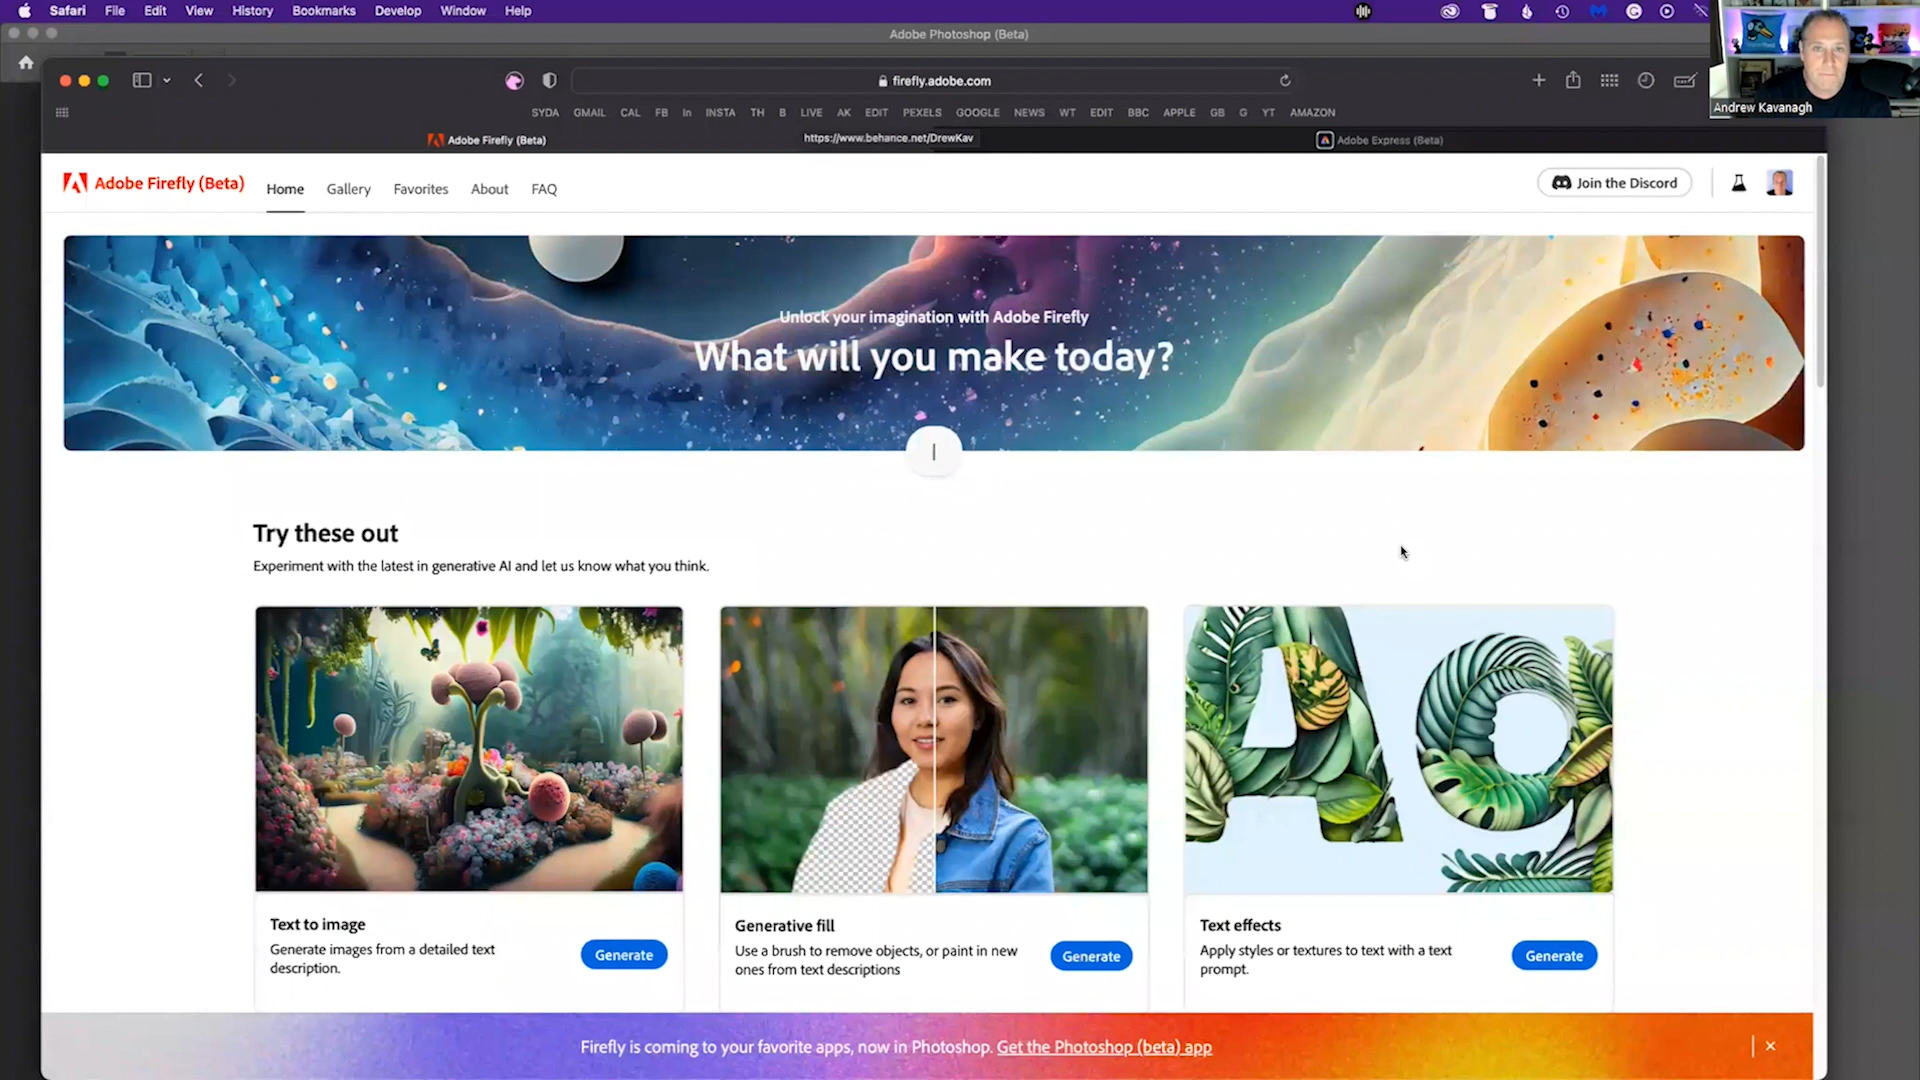 Safari File Edit View History Bookmarks Develop Window Help
Adobe Photoshop (Beta)
Andrew Kavanagh
firefly.adobe.com
SYDA GMAIL CAL FB In INSTA TH B LIVE AK EDIT PEXELS GOOGLE NEWS WT EDIT BBC APPLE GB G YT AMAZON
Adobe Firefly (Beta) https://www.behance.net/DrewKav Adobe Express (Beta)
Adobe Firefly (Beta) Home Gallery Favorites About FAQ Join the Discord
Unlock your imagination with Adobe Firefly
What will you make today?
Try these out
Experiment with the latest in generative AI and let us know what you think.
Ag
Text to image
Generate images from a detailed text
description.
Generate
Generative fill
Use a brush to remove objects, or paint in new
ones from text descriptions
Generate
Text effects
Apply styles or textures to text with a text
prompt.
Generate
Firefly is coming to your favorite apps, now in Photoshop. Get the Photoshop (beta) app